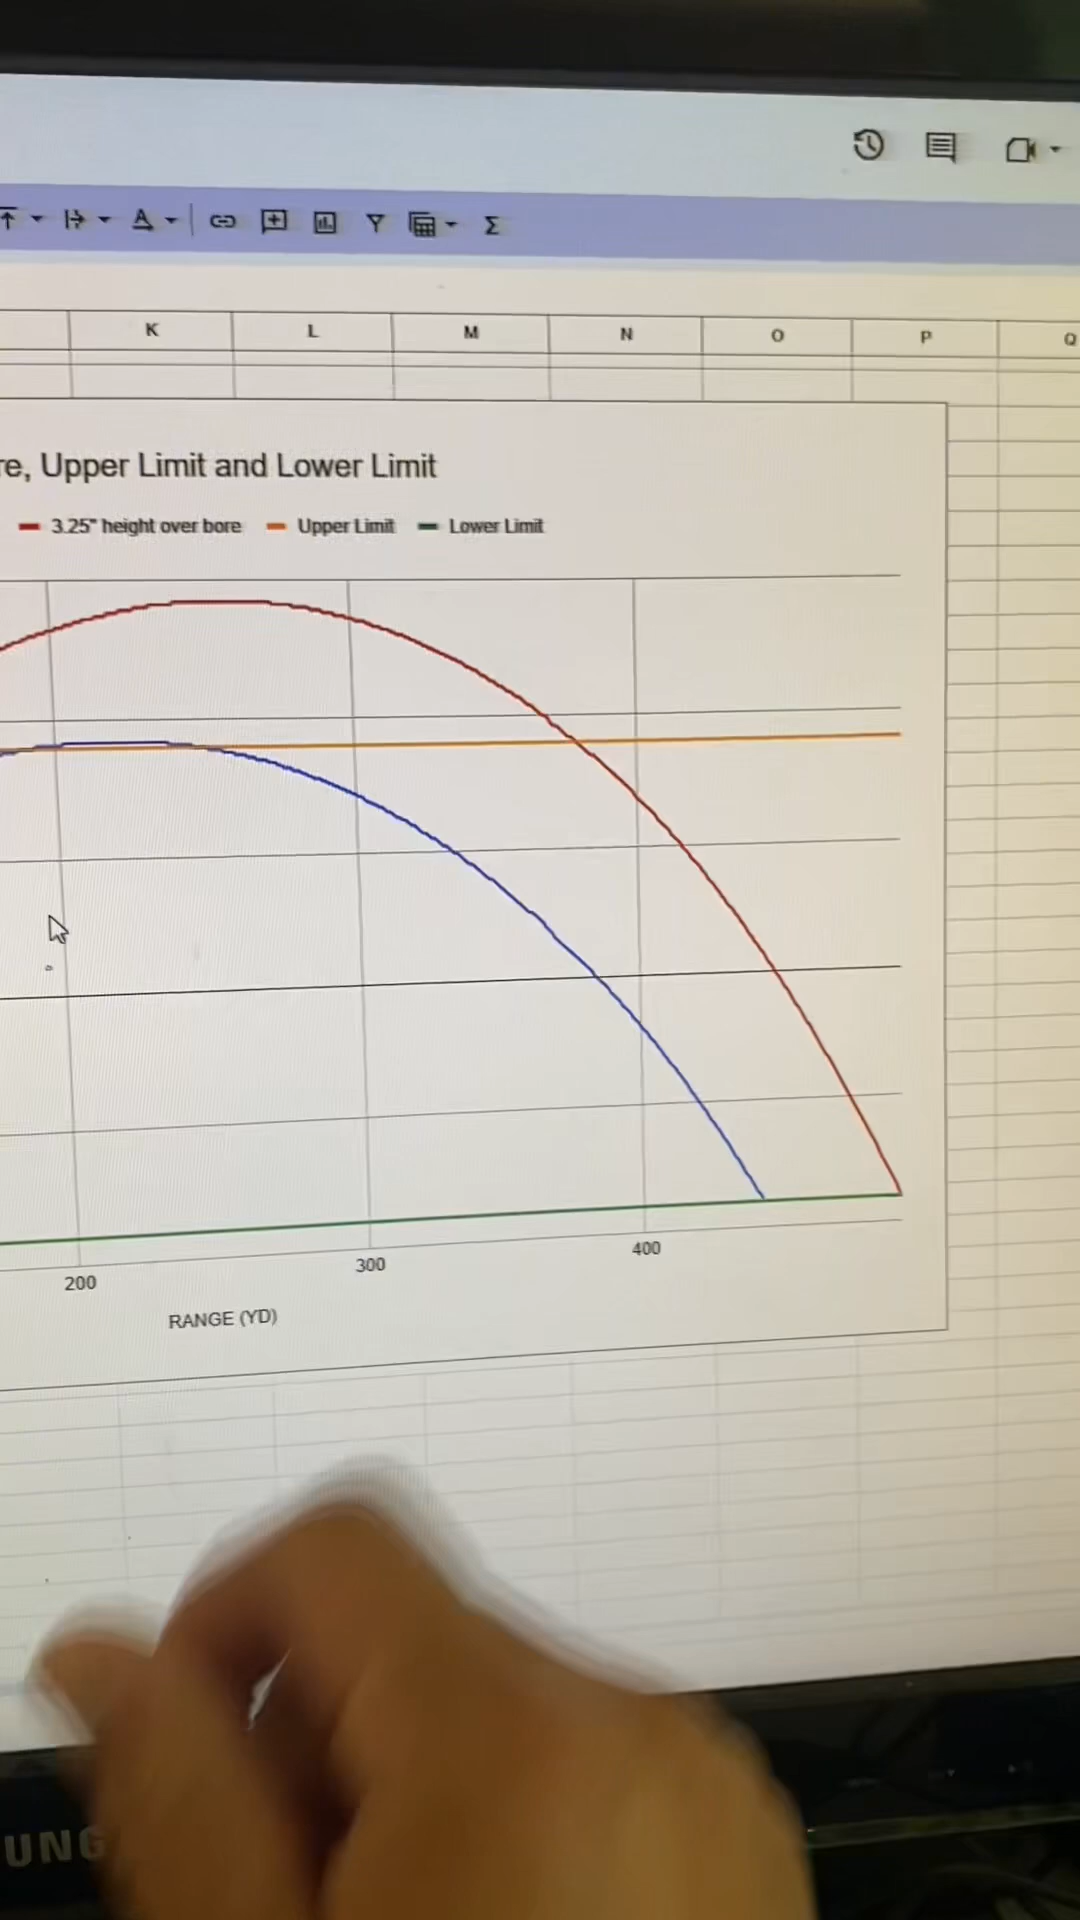 K L M N O P Q
re, Upper Limit and Lower Limit
3.25" height over bore Upper Limit Lower Limit
200 300 400
RANGE (YD)
UNG